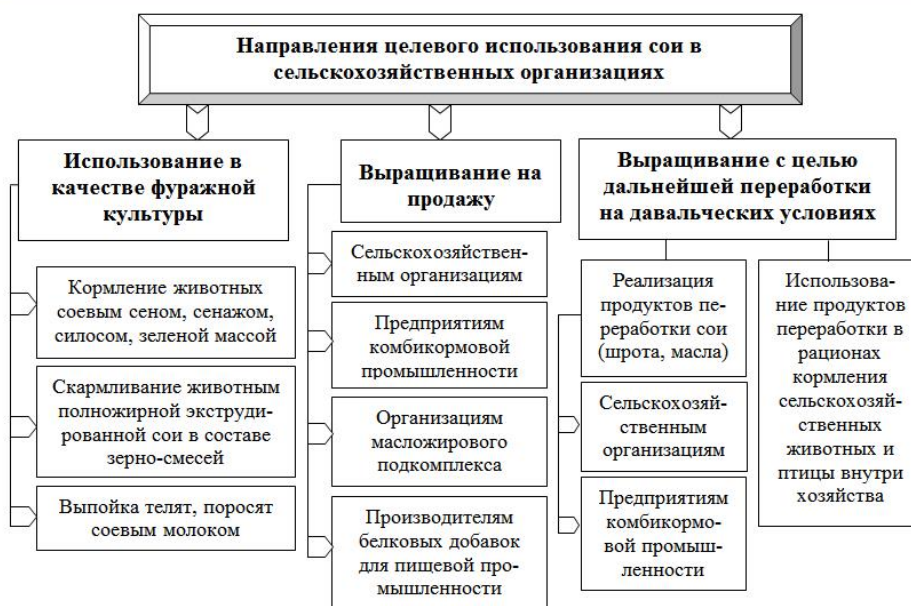 Направления целевого использования сои в
сельскохозяйственных организациях
Использование в
качестве фуражной
культуры
Кормление животных
соевым сеном, сенажом,
силосом, зеленой массой
Скармливание животным
полножирной экструди-
рованной сои в составе
зерно-смесей
Выпойка телят, поросят
соевым молоком
Выращивание на
продажу
Сельскохозяйствен-
ным организациям
Предприятиям
комбикормовой
промышленности
Организациям
масложирового
подкомплекса
Производителям
белковых добавок
для пищевой про-
мышленности
Выращивание с целью
дальнейшей переработки
на давальческих условиях
Реализация
продуктов пе-
реработки сои
(шрота, масла)
Сельскохозяй-
ственным
организациям
Предприятиям
комбикормо-
вой промыш-
ленности
Использова-
ние продуктов
переработки в
рационах
кормления
сельскохозяй-
ственных
животных и
птицы внутри
хозяйства